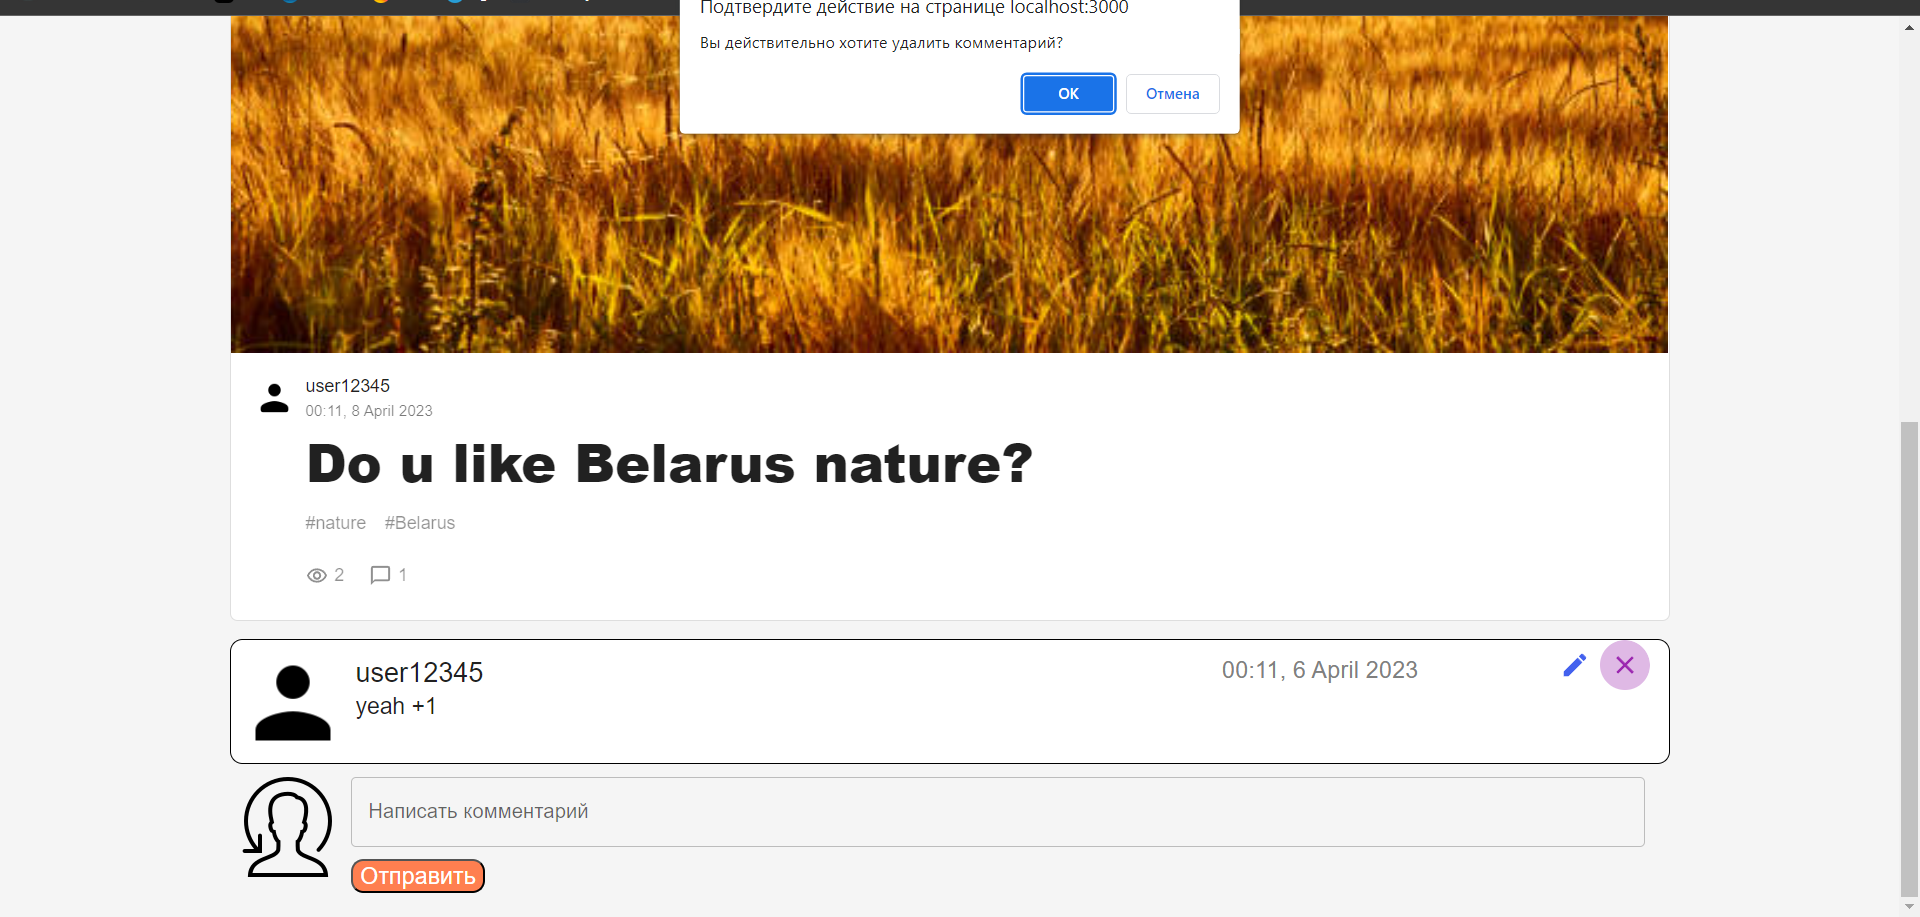 Подтвердите действие на странице localhost:3000
Вы действительно хотите удалить комментарий?
ОК
Отмена
user12345
00:11, 8 April 2023
Do u like Belarus nature?
#nature #Belarus
2 1
user12345
00:11, 6 April 2023
yeah +1
Написать комментарий
Отправить